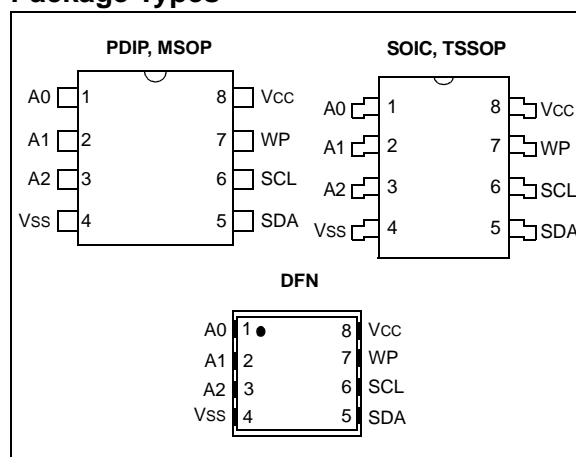 Package Types
PDIP, MSOP
A0 1 8 VCC
A1 2 7 WP
A2 3 6 SCL
VSS 4 5 SDA
SOIC, TSSOP
A0 1 8 VCC
A1 2 7 WP
A2 3 6 SCL
VSS 4 5 SDA
DFN
A0 1 8 VCC
A1 2 7 WP
A2 3 6 SCL
VSS 4 5 SDA